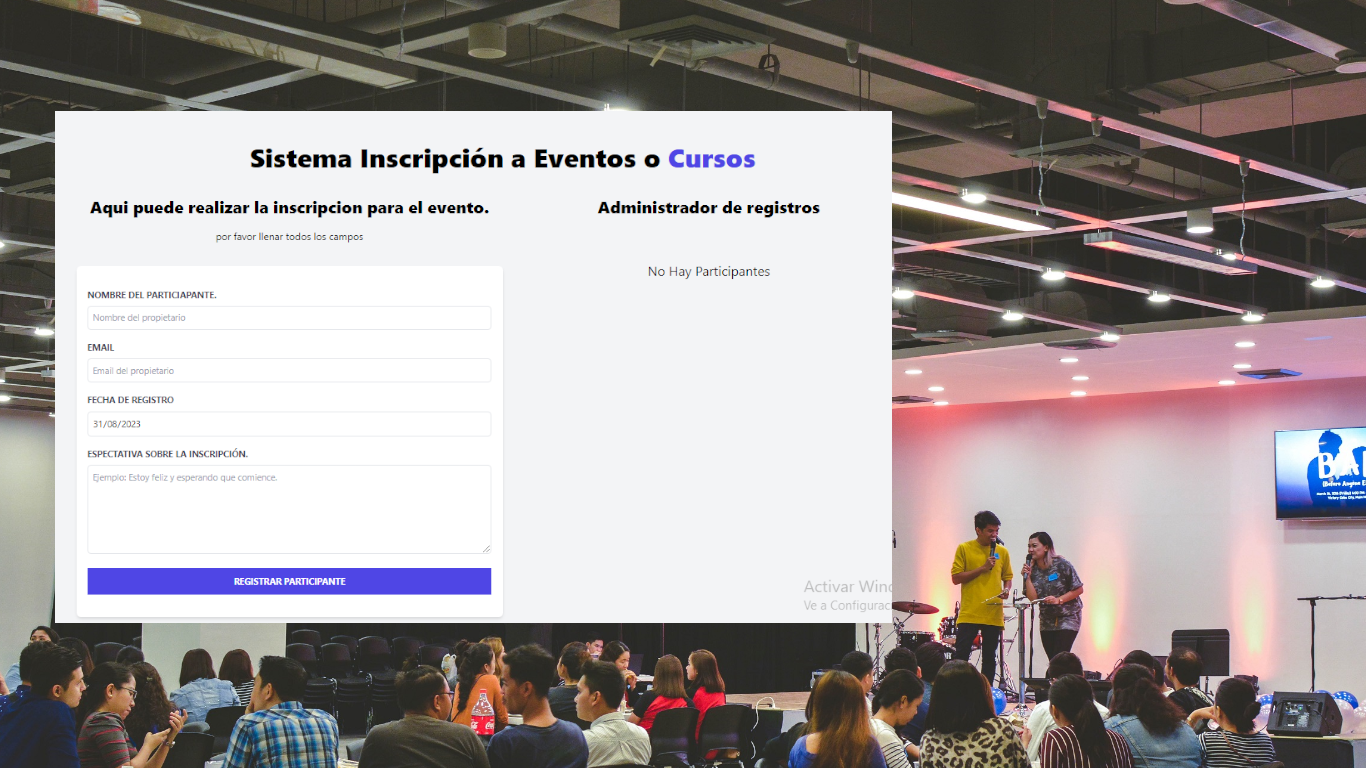 Sistema Inscripción a Eventos o Cursos
Aqui puede realizar la inscripcion para el evento.
por favor llenar todos los campos
NOMBRE DEL PARTICIAPANTE.
Nombre del propietario
EMAIL
Email del propietario
FECHA DE REGISTRO
31/08/2023
ESPECTATIVA SOBRE LA INSCRIPCIÓN.
Ejemplo: Estoy feliz y esperando que comience.
REGISTRAR PARTICIPANTE
Administrador de registros
No Hay Participantes
Activar Wind
Ve a Configurac